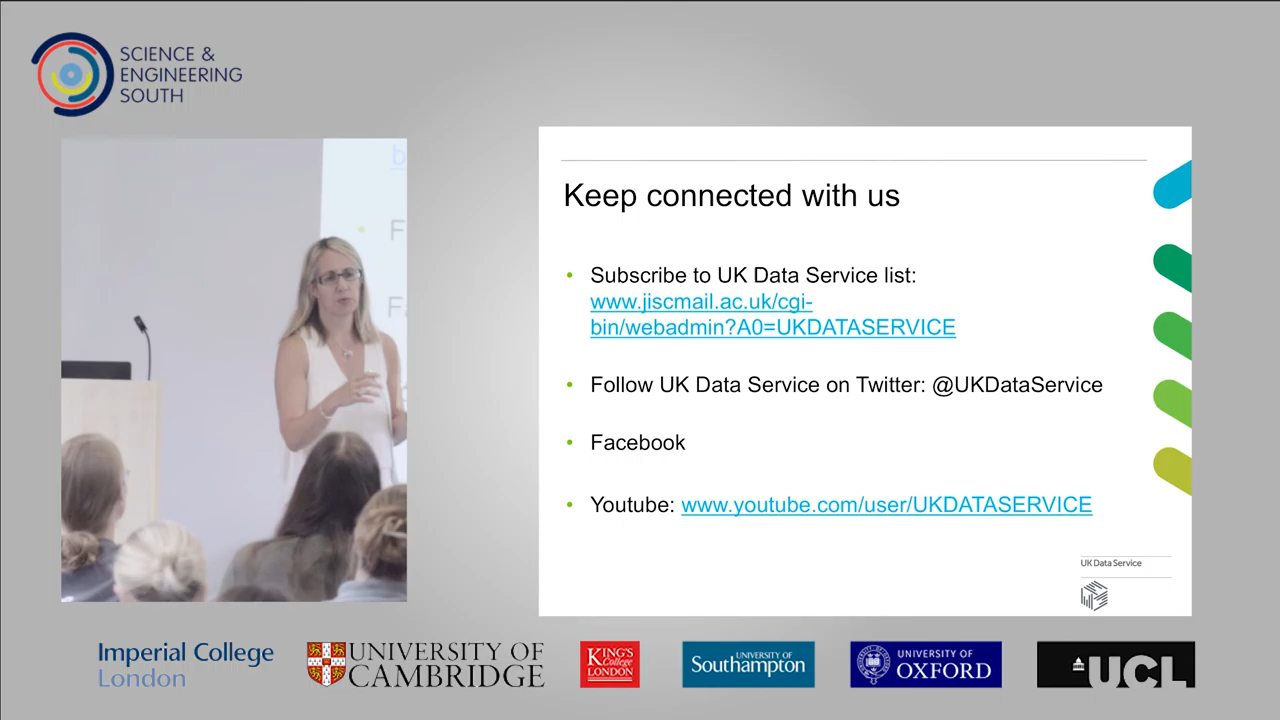 SCIENCE &
ENGINEERING
SOUTH
Keep connected with us
• Subscribe to UK Data Service list:
www.jiscmail.ac.uk/cgi-
bin/webadmin?A0=UKDATASERVICE
• Follow UK Data Service on Twitter: @UKDataService
• Facebook
• Youtube: www.youtube.com/user/UKDATASERVICE
UK Data Service
Imperial College
London
UNIVERSITY OF
CAMBRIDGE
KING'S
College
LONDON
UNIVERSITY OF
Southampton
UNIVERSITY OF
OXFORD
UCL